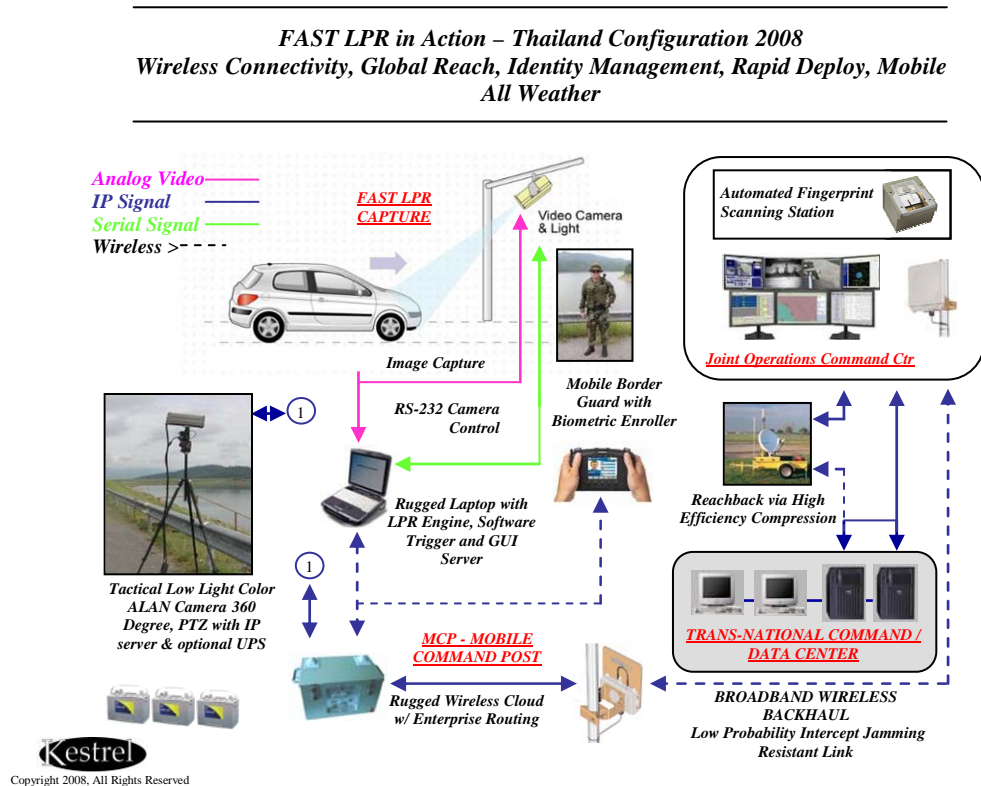 FAST LPR in Action – Thailand Configuration 2008
Wireless Connectivity, Global Reach, Identity Management, Rapid Deploy, Mobile
All Weather
Analog Video
IP Signal
Serial Signal
Wireless >
FAST LPR
CAPTURE
Video Camera
& Light
Automated Fingerprint
Scanning Station
Joint Operations Command Ctr
Image Capture
RS-232 Camera
Control
Mobile Border
Guard with
Biometric Enroller
1
Rugged Laptop with
LPR Engine, Software
Trigger and GUI
Server
Reachback via High
Efficiency Compression
1
Tactical Low Light Color
ALAN Camera 360
Degree, PTZ with IP
server & optional UPS
TRANS-NATIONAL COMMAND /
DATA CENTER
MCP - MOBILE
COMMAND POST
Rugged Wireless Cloud
w/ Enterprise Routing
BROADBAND WIRELESS
BACKHAUL
Low Probability Intercept Jamming
Resistant Link
Kestrel
Copyright 2008, All Rights Reserved